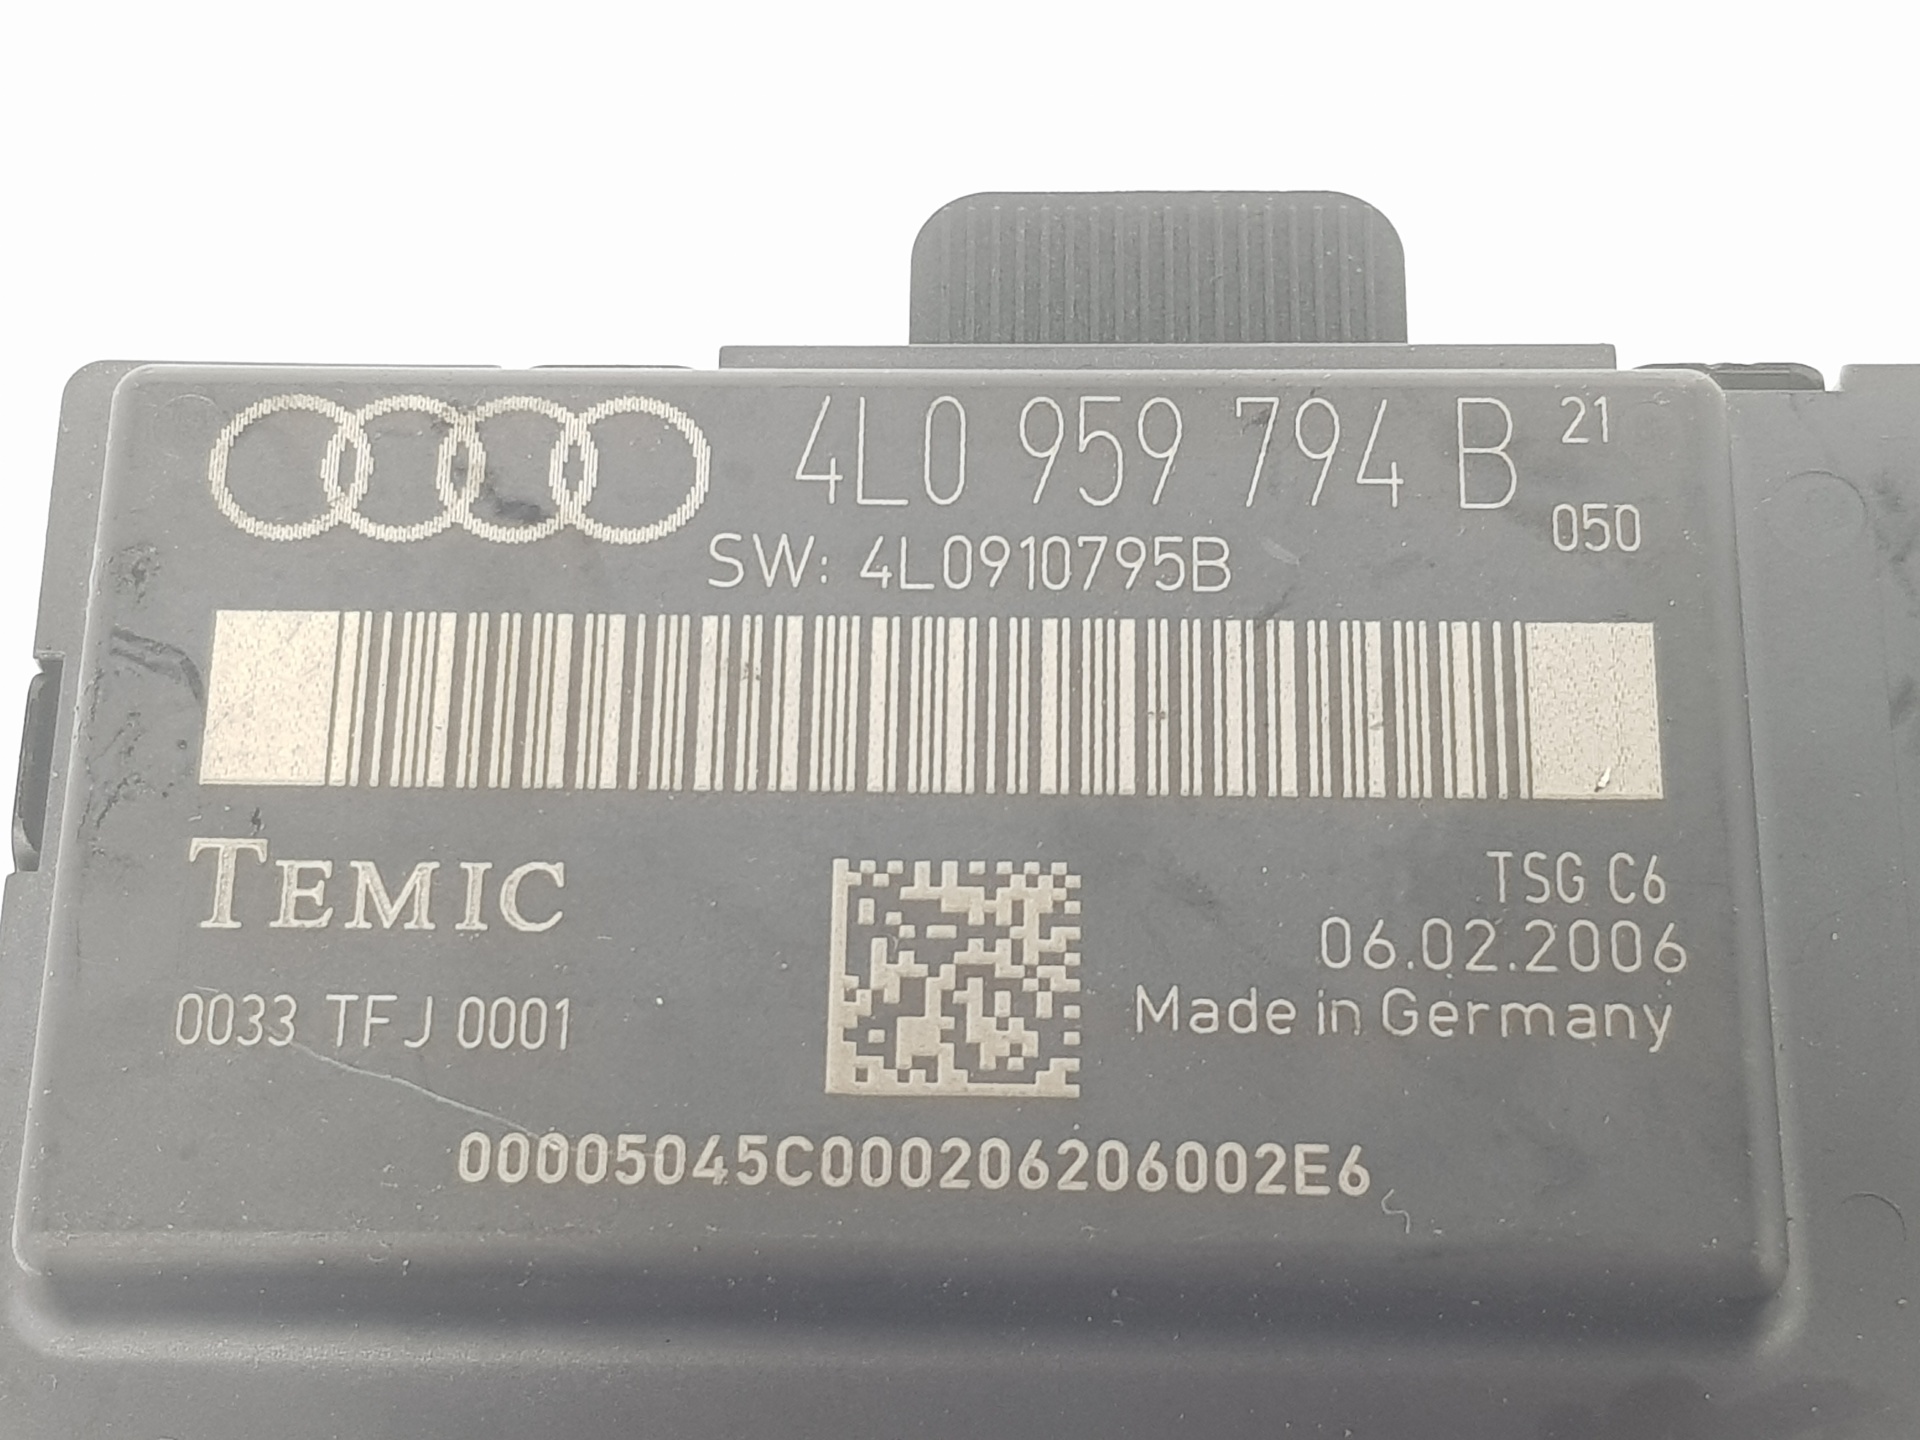 4L0 959 794 B 21
050
SW: 4L0910795B
TEMIC
TSG C6
06.02.2006
0033 TFJ 0001
Made in Germany
00005045C000206206002E6